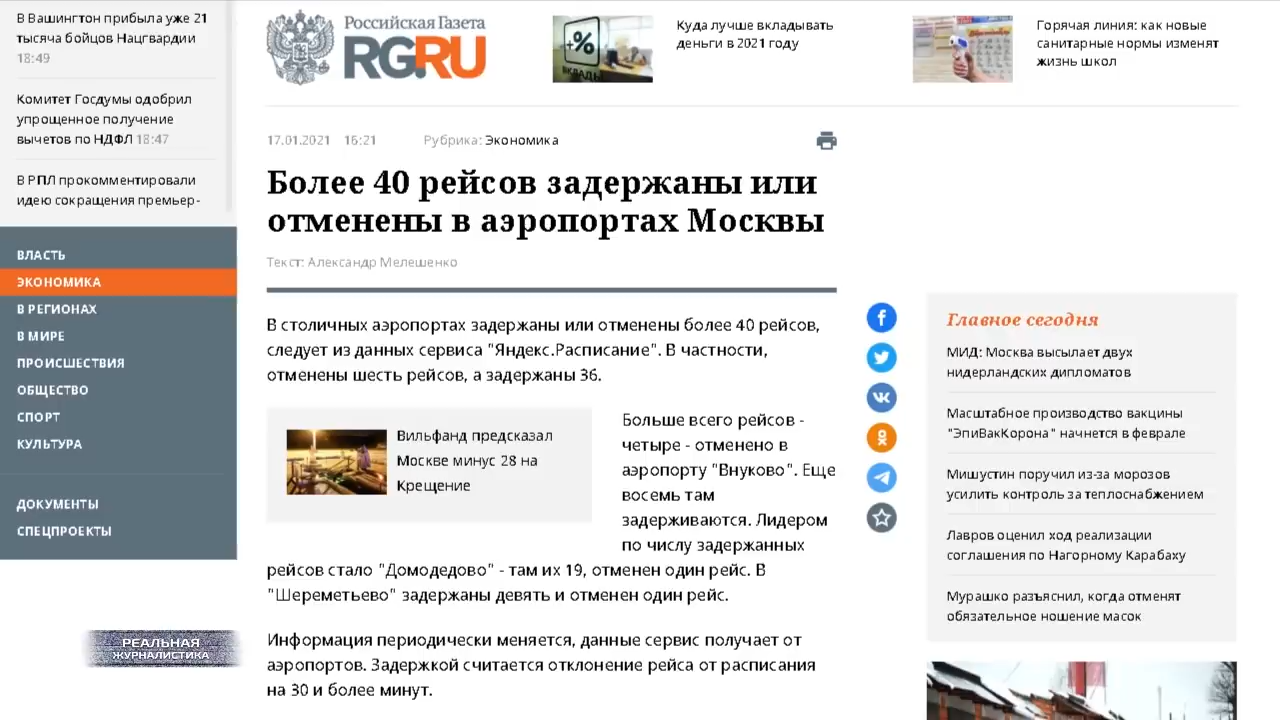 В Вашингтон прибыла уже 21
тысяча бойцов Нацгвардии
18:49
Комитет Госдумы одобрил
упрощенное получение
вычетов по НДФЛ 18:47
В РПЛ прокомментировали
идею сокращения премьер-
ВЛАСТЬ
ЭКОНОМИКА
В РЕГИОНАХ
В МИРЕ
ПРОИСШЕСТВИЯ
ОБЩЕСТВО
СПОРТ
КУЛЬТУРА
ДОКУМЕНТЫ
СПЕЦПРОЕКТЫ
Российская Газета
RG.RU
%
ВКЛАДЫ
Куда лучше вкладывать
деньги в 2021 году
Горячая линия: как новые
санитарные нормы изменят
жизнь школ
17.01.2021 16:21 Рубрика: Экономика
Более 40 рейсов задержаны или
отменены в аэропортах Москвы
Текст: Александр Мелешенко
В столичных аэропортах задержаны или отменены более 40 рейсов,
следует из данных сервиса "Яндекс.Расписание". В частности,
отменены шесть рейсов, а задержаны 36.
Вильфанд предсказал
Москве минус 28 на
Крещение
Больше всего рейсов -
четыре - отменено в
аэропорту "Внуково". Еще
восемь там
задерживаются. Лидером
по числу задержанных
рейсов стало "Домодедово" - там их 19, отменен один рейс. В
"Шереметьево" задержаны девять и отменен один рейс.
Информация периодически меняется, данные сервис получает от
аэропортов. Задержкой считается отклонение рейса от расписания
на 30 и более минут.
Главное сегодня
МИД: Москва высылает двух
нидерландских дипломатов
Масштабное производство вакцины
"ЭпиВакКорона" начнется в феврале
Мишустин поручил из-за морозов
усилить контроль за теплоснабжением
Лавров оценил ход реализации
соглашения по Нагорному Карабаху
Мурашко разъяснил, когда отменят
обязательное ношение масок
РЕАЛЬНАЯ
ЖУРНАЛИСТИКА